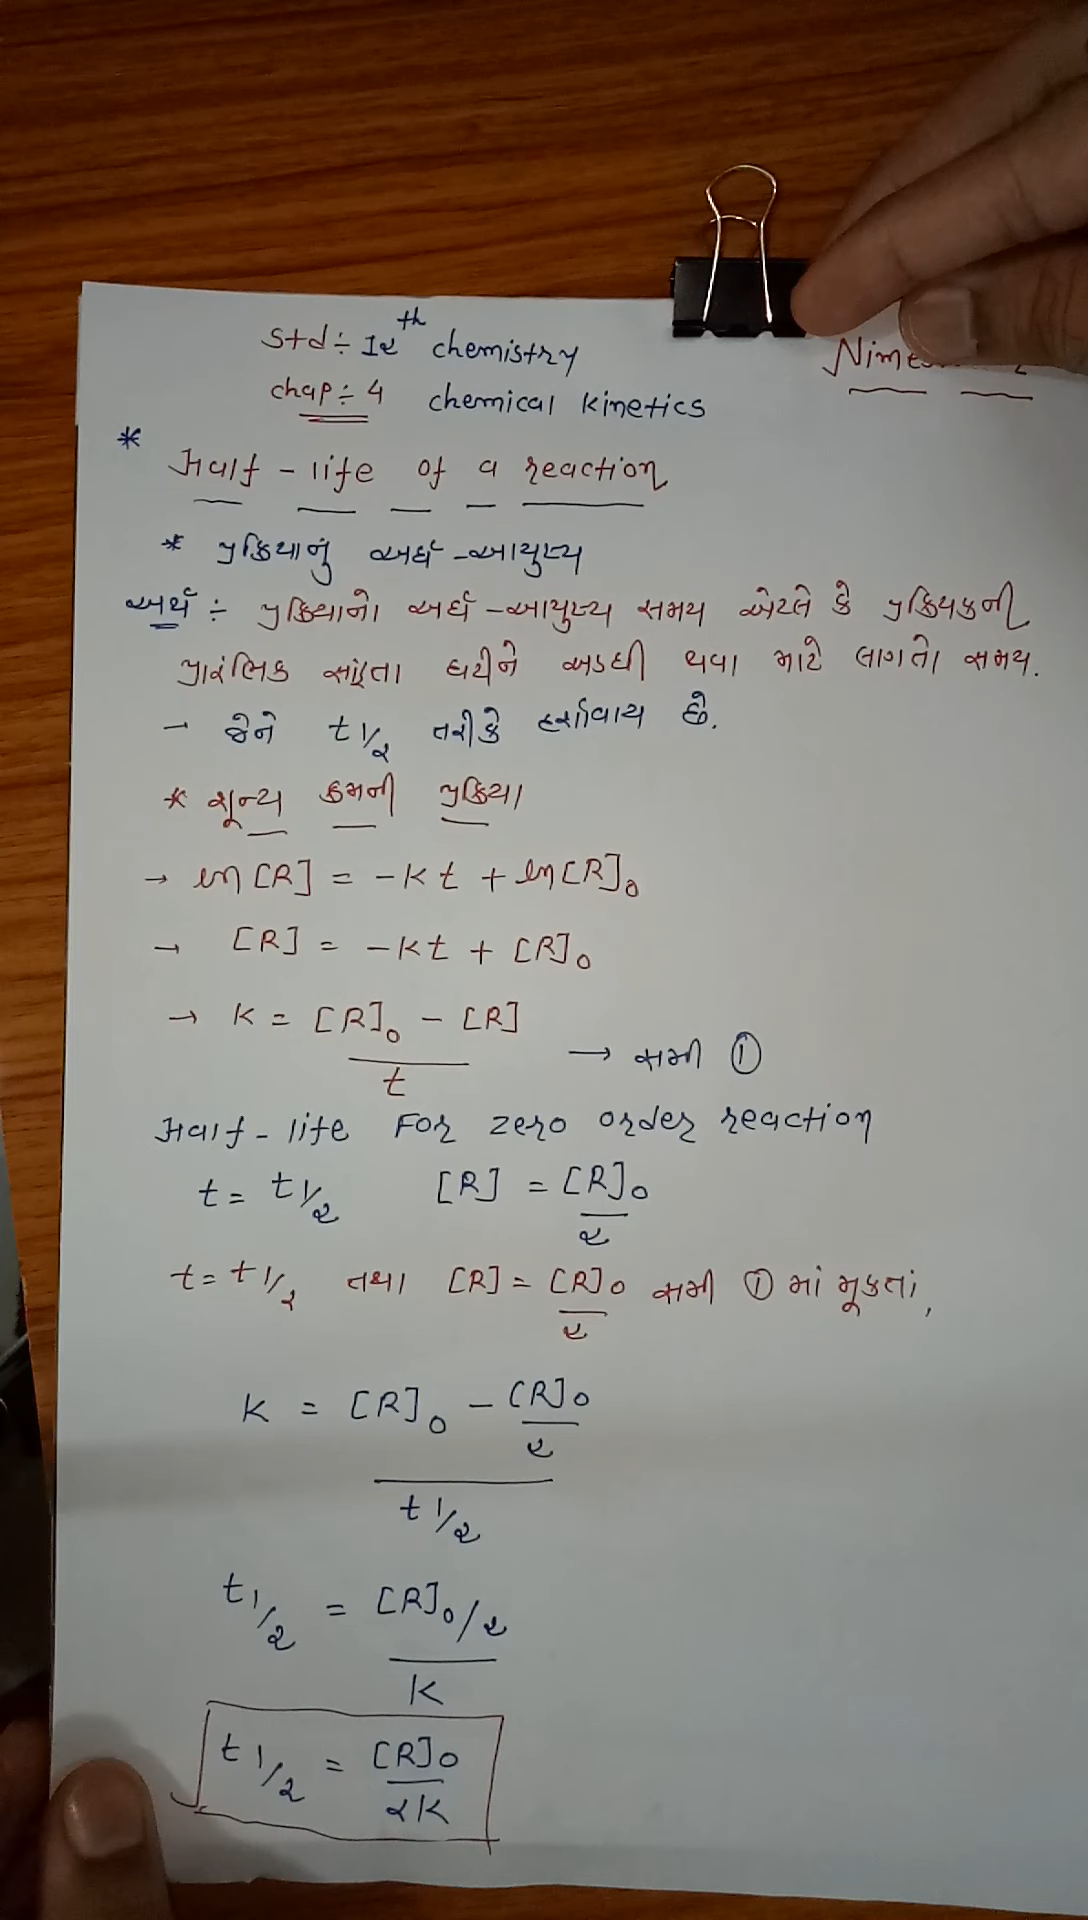 Std ÷ 12th chemistry
chap ÷ 4 chemical kinetics
* Half - life of a reaction
* પ્રક્રિયાનું અર્ધ -આયુષ્ય
અર્થ ÷ પ્રક્રિયાનો અર્ધ -આયુષ્ય સમય એટલે કે પ્રક્રિયકની
પ્રારંભિક સાંદ્રતા ઘટીને અડધી થવા માટે લાગતો સમય.
- જેને t1/2 તરીકે દર્શાવાય છે.
* શૂન્ય ક્રમની પ્રક્રિયા
→ ln [R] = -Kt + ln[R]₀
→ [R] = -Kt + [R]₀
→ K = [R]₀ - [R]
t
→ સમી ①
Half - life For zero order reaction
t = t1/2 [R] = [R]₀
2
t = t1/2 તથા [R] = [R]₀ સમી ① માં મૂકતાં,
2
K = [R]₀ - [R]₀
2
t1/2
t1/2 = [R]₀/2
K
t1/2 = [R]₀
2K